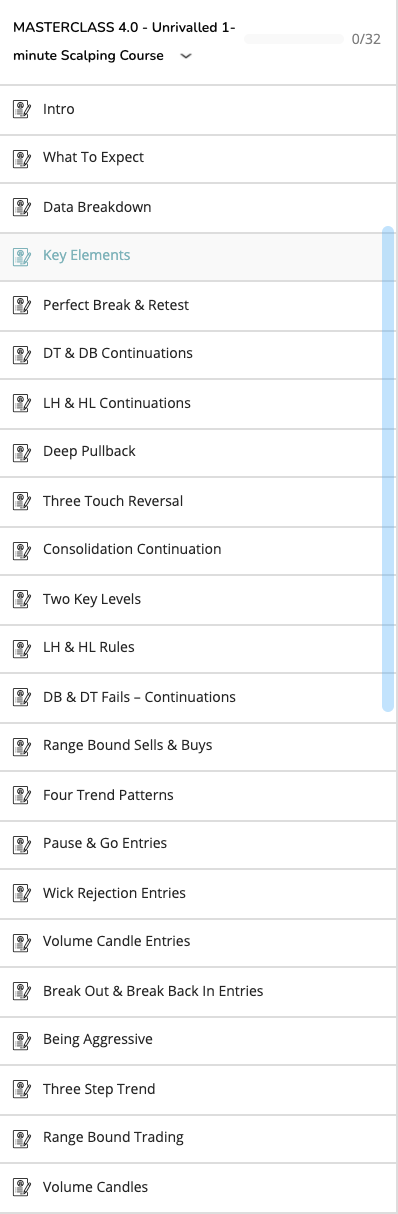 MASTERCLASS 4.0 - Unrivalled 1-
minute Scalping Course
0/32
Intro
What To Expect
Data Breakdown
Key Elements
Perfect Break & Retest
DT & DB Continuations
LH & HL Continuations
Deep Pullback
Three Touch Reversal
Consolidation Continuation
Two Key Levels
LH & HL Rules
DB & DT Fails – Continuations
Range Bound Sells & Buys
Four Trend Patterns
Pause & Go Entries
Wick Rejection Entries
Volume Candle Entries
Break Out & Break Back In Entries
Being Aggressive
Three Step Trend
Range Bound Trading
Volume Candles